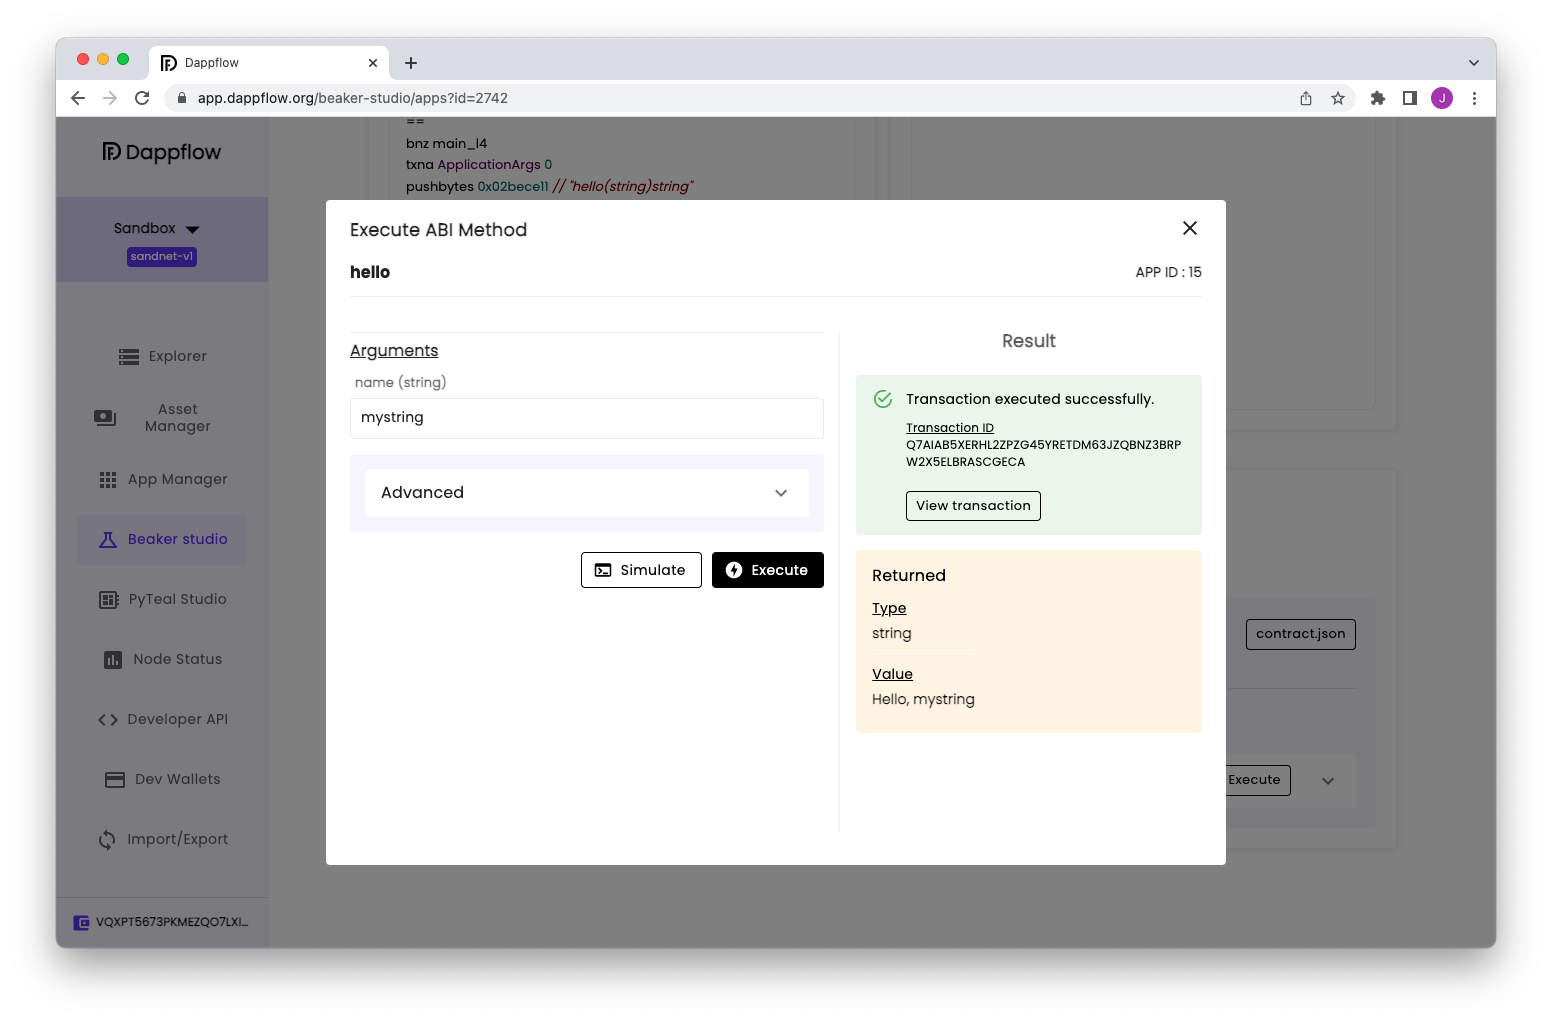 Dappflow
app.dappflow.org/beaker-studio/apps?id=2742
J
Dappflow
Sandbox
sandnet-v1
Explorer
Asset
Manager
App Manager
Beaker studio
PyTeal Studio
Node Status
Developer API
Dev Wallets
Import/Export
VQXPT5673PKMEZQO7LXI...
==
bnz main_l4
txna ApplicationArgs 0
pushbytes 0x02bece11 // "hello(string)string"
Execute ABI Method
hello
APP ID : 15
Arguments
name (string)
mystring
Advanced
Simulate
Execute
Result
Transaction executed successfully.
Transaction ID
Q7AIAB5XERHL2ZPZG45YRETDM63JZQBNZ3BRP
W2X5ELBRASCGECA
View transaction
Returned
Type
string
Value
Hello, mystring
contract.json
Execute